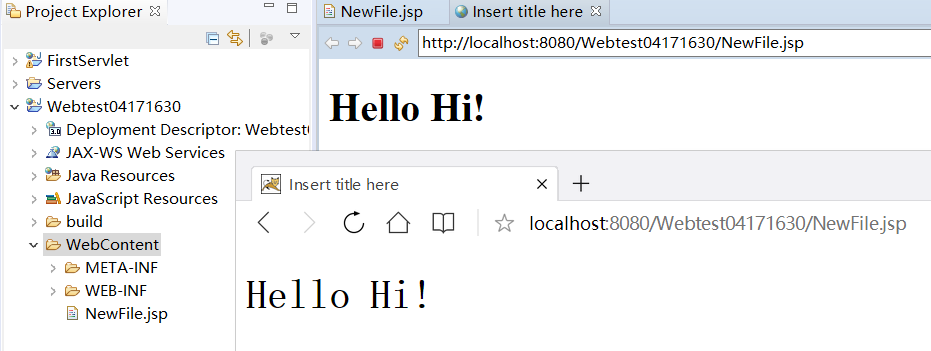 Project Explorer
FirstServlet
Servers
Webtest04171630
Deployment Descriptor: Webtest0
JAX-WS Web Services
Java Resources
JavaScript Resources
build
WebContent
META-INF
WEB-INF
NewFile.jsp
NewFile.jsp
Insert title here
http://localhost:8080/Webtest04171630/NewFile.jsp
Hello Hi!
Insert title here
localhost:8080/Webtest04171630/NewFile.jsp
Hello Hi!